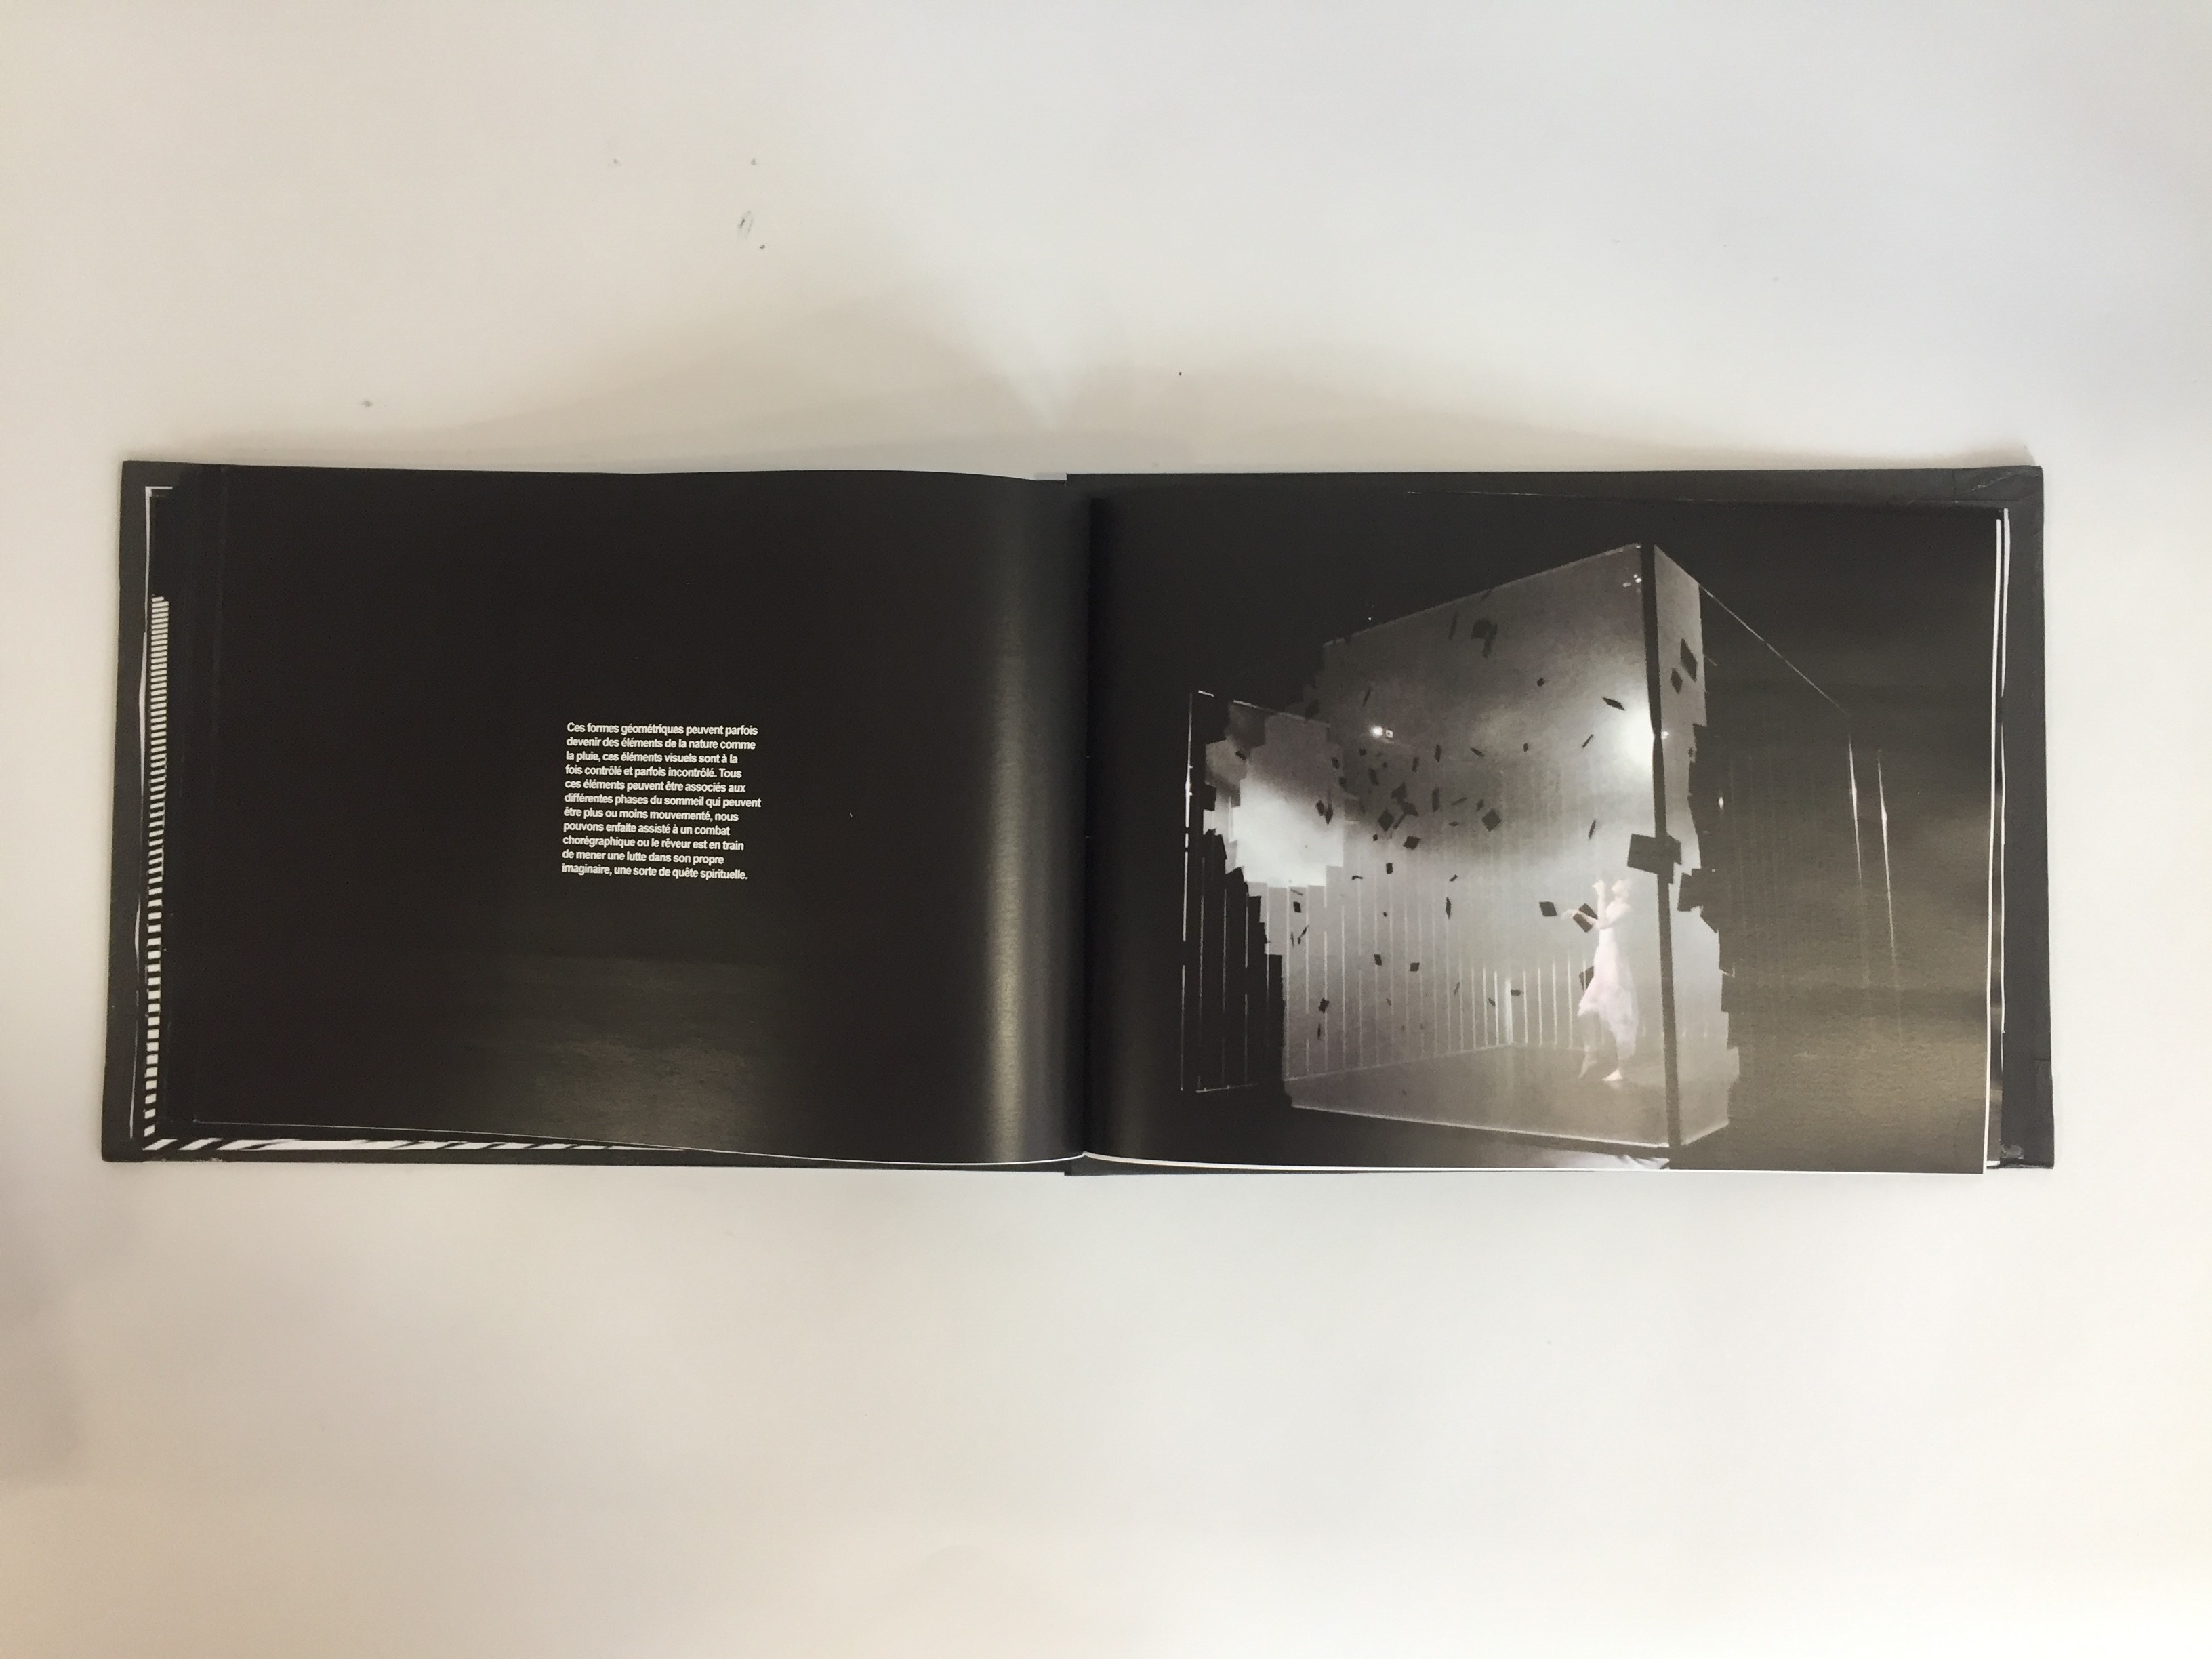 Ces formes géométriques peuvent parfois
devenir des éléments de la nature comme
la pluie, ces éléments visuels sont à la
fois contrôlé et parfois incontrôlé. Tous
ces éléments peuvent être associés aux
différentes phases du sommeil qui peuvent
être plus ou moins mouvementé, nous
pouvons enfaite assisté à un combat
chorégraphique ou le rêveur est en train
de mener une lutte dans son propre
imaginaire, une sorte de quête spirituelle.